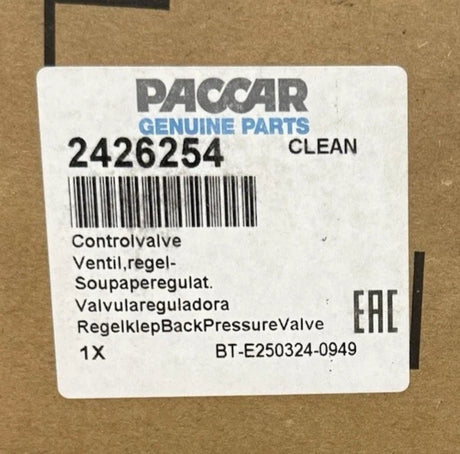 PACCAR
GENUINE PARTS
2426254 CLEAN
Controlvalve
Ventil,regel-
Soupaperegulat.
Valvulareguladora
RegelklepBackPressureValve
EAC
1X BT-E250324-0949